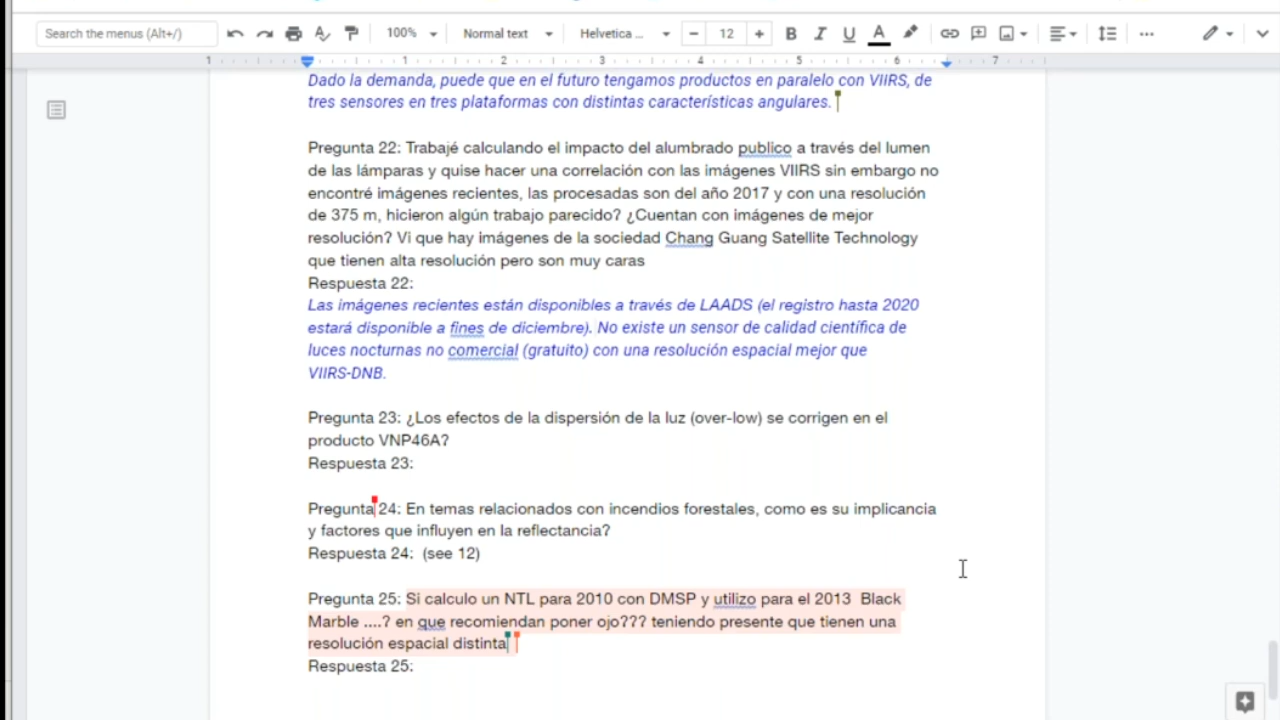 Search the menus (Alt+/)
100%
Normal text
Helvetica ...
12
B I U A
1 1 2 3 4 5 6 7
Dado la demanda, puede que en el futuro tengamos productos en paralelo con VIIRS, de
tres sensores en tres plataformas con distintas características angulares.
Pregunta 22: Trabajé calculando el impacto del alumbrado publico a través del lumen
de las lámparas y quise hacer una correlación con las imágenes VIIRS sin embargo no
encontré imágenes recientes, las procesadas son del año 2017 y con una resolución
de 375 m, hicieron algún trabajo parecido? ¿Cuentan con imágenes de mejor
resolución? Vi que hay imágenes de la sociedad Chang Guang Satellite Technology
que tienen alta resolución pero son muy caras
Respuesta 22:
Las imágenes recientes están disponibles a través de LAADS (el registro hasta 2020
estará disponible a fines de diciembre). No existe un sensor de calidad científica de
luces nocturnas no comercial (gratuito) con una resolución espacial mejor que
VIIRS-DNB.
Pregunta 23: ¿Los efectos de la dispersión de la luz (over-low) se corrigen en el
producto VNP46A?
Respuesta 23:
Pregunta 24: En temas relacionados con incendios forestales, como es su implicancia
y factores que influyen en la reflectancia?
Respuesta 24:  (see 12)
Pregunta 25: Si calculo un NTL para 2010 con DMSP y utilizo para el 2013  Black
Marble ....? en que recomiendan poner ojo??? teniendo presente que tienen una
resolución espacial distinta
Respuesta 25: